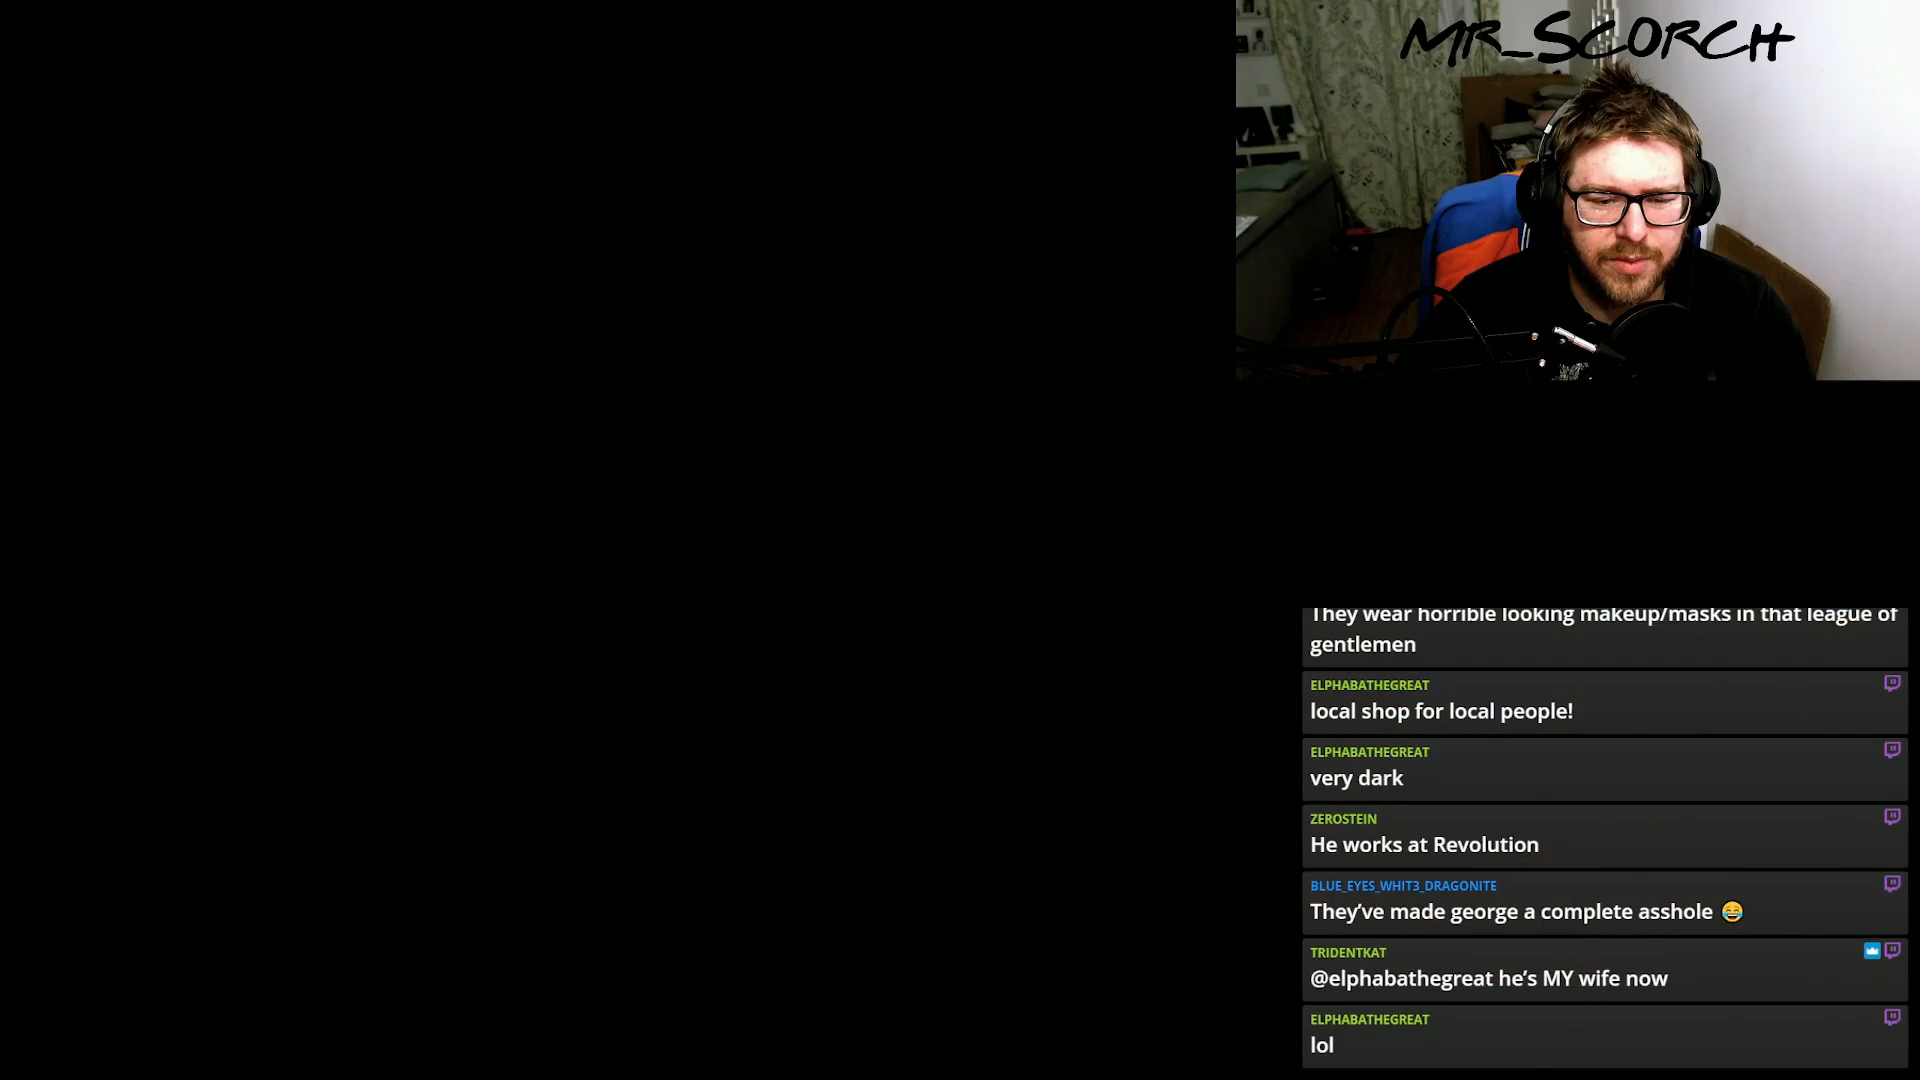 MR_SCORCH
They wear horrible looking makeup/masks in that league of
gentlemen
ELPHABATHEGREAT
local shop for local people!
ELPHABATHEGREAT
very dark
ZEROSTEIN
He works at Revolution
BLUE_EYES_WHIT3_DRAGONITE
They’ve made george a complete asshole 😂
TRIDENTKAT
@elphabathegreat he’s MY wife now
ELPHABATHEGREAT
lol